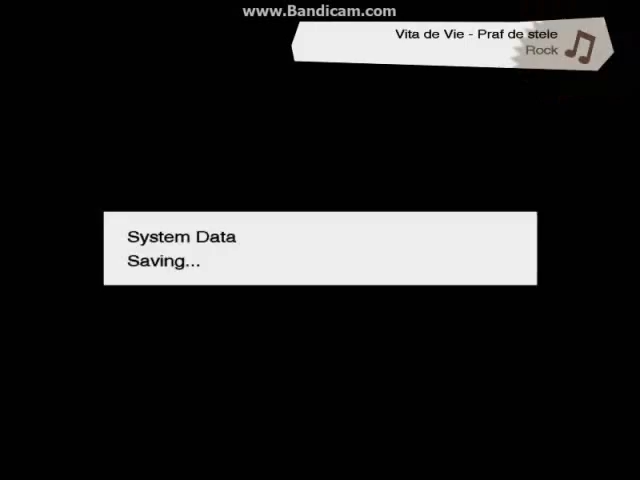 www.Bandicam.com
Vita de Vie - Praf de stele
Rock
System Data
Saving...